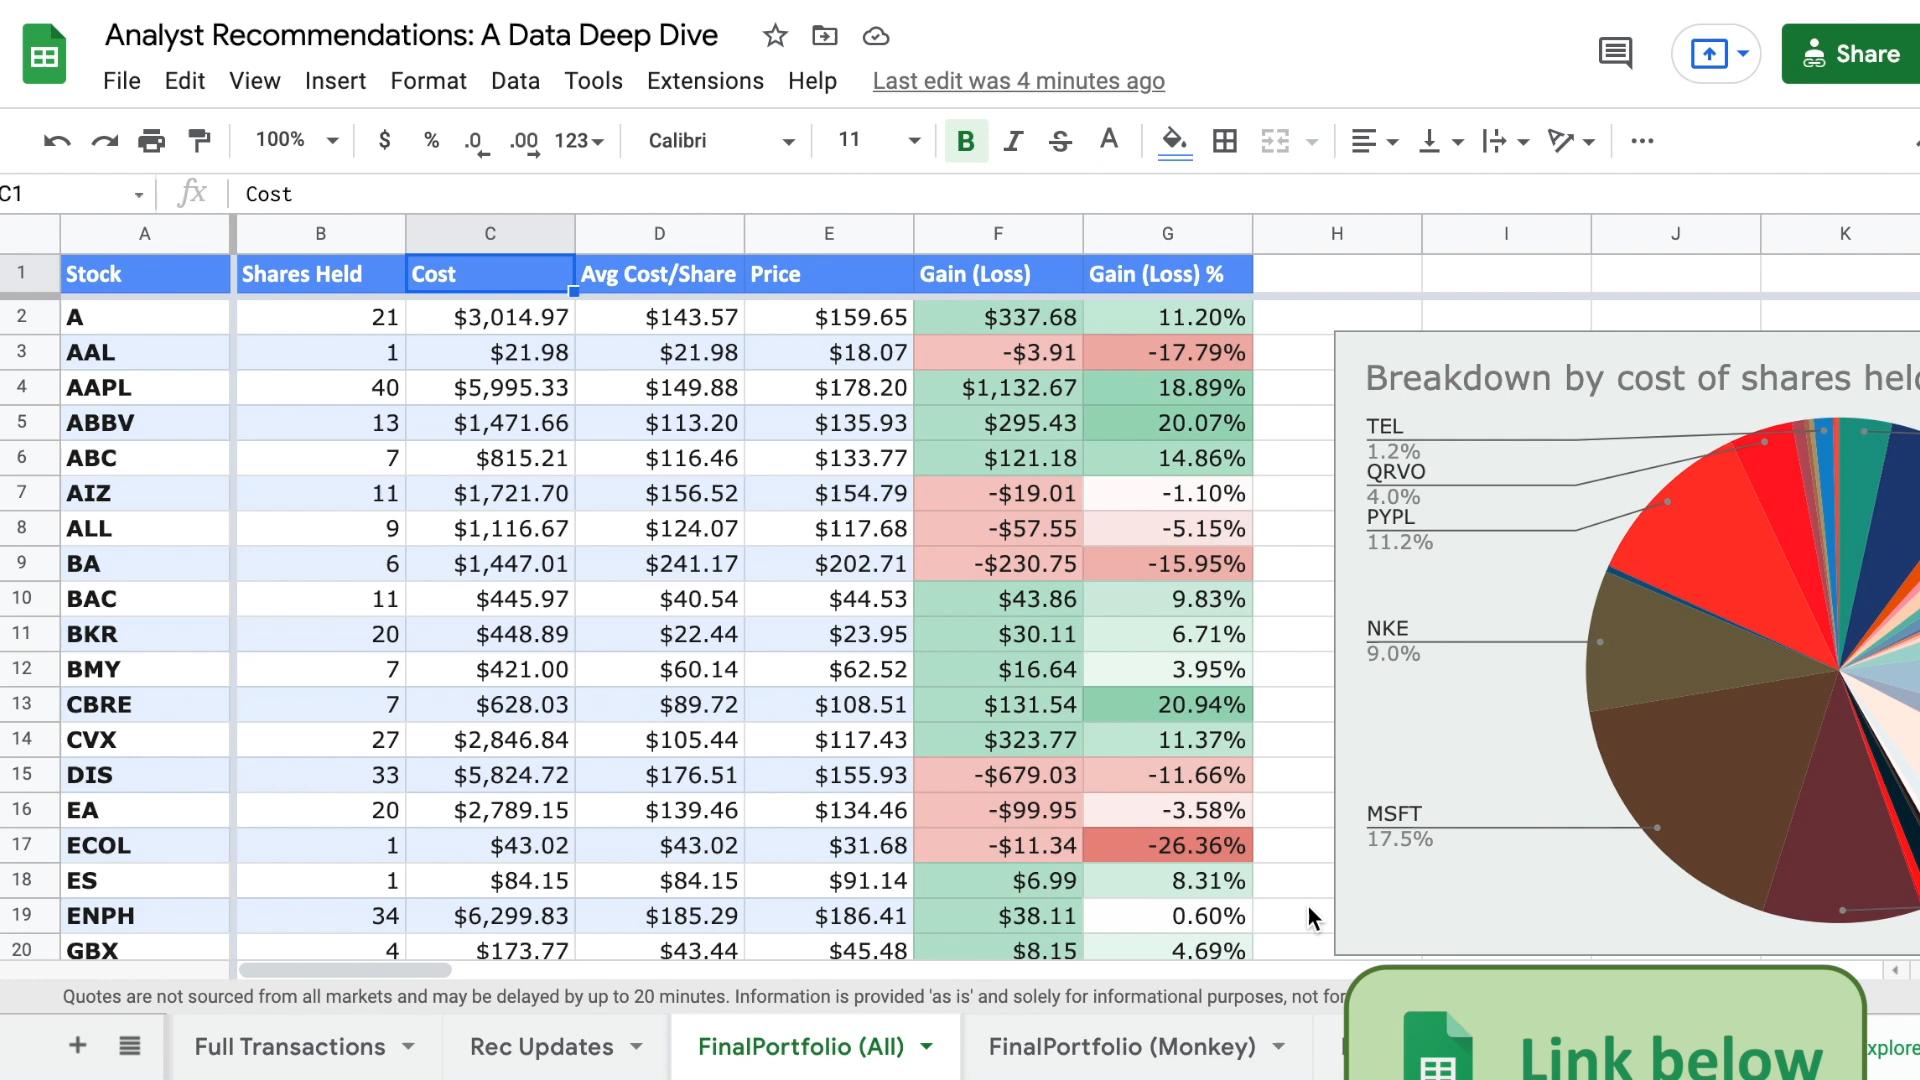 Analyst Recommendations: A Data Deep Dive
File Edit View Insert Format Data Tools Extensions Help Last edit was 4 minutes ago
Share
100% $ % .0 .00 123 Calibri 11 B I S A
C1 fx Cost
A B C D E F G H I J K
1 Stock Shares Held Cost Avg Cost/Share Price Gain (Loss) Gain (Loss) %
2 A 21 $3,014.97 $143.57 $159.65 $337.68 11.20%
3 AAL 1 $21.98 $21.98 $18.07 -$3.91 -17.79%
4 AAPL 40 $5,995.33 $149.88 $178.20 $1,132.67 18.89%
5 ABBV 13 $1,471.66 $113.20 $135.93 $295.43 20.07%
6 ABC 7 $815.21 $116.46 $133.77 $121.18 14.86%
7 AIZ 11 $1,721.70 $156.52 $154.79 -$19.01 -1.10%
8 ALL 9 $1,116.67 $124.07 $117.68 -$57.55 -5.15%
9 BA 6 $1,447.01 $241.17 $202.71 -$230.75 -15.95%
10 BAC 11 $445.97 $40.54 $44.53 $43.86 9.83%
11 BKR 20 $448.89 $22.44 $23.95 $30.11 6.71%
12 BMY 7 $421.00 $60.14 $62.52 $16.64 3.95%
13 CBRE 7 $628.03 $89.72 $108.51 $131.54 20.94%
14 CVX 27 $2,846.84 $105.44 $117.43 $323.77 11.37%
15 DIS 33 $5,824.72 $176.51 $155.93 -$679.03 -11.66%
16 EA 20 $2,789.15 $139.46 $134.46 -$99.95 -3.58%
17 ECOL 1 $43.02 $43.02 $31.68 -$11.34 -26.36%
18 ES 1 $84.15 $84.15 $91.14 $6.99 8.31%
19 ENPH 34 $6,299.83 $185.29 $186.41 $38.11 0.60%
20 GBX 4 $173.77 $43.44 $45.48 $8.15 4.69%
Breakdown by cost of shares hel
TEL
1.2%
QRVO
4.0%
PYPL
11.2%
NKE
9.0%
MSFT
17.5%
Quotes are not sourced from all markets and may be delayed by up to 20 minutes. Information is provided 'as is' and solely for informational purposes, not for
Full Transactions Rec Updates FinalPortfolio (All) FinalPortfolio (Monkey)
Link below
xplore